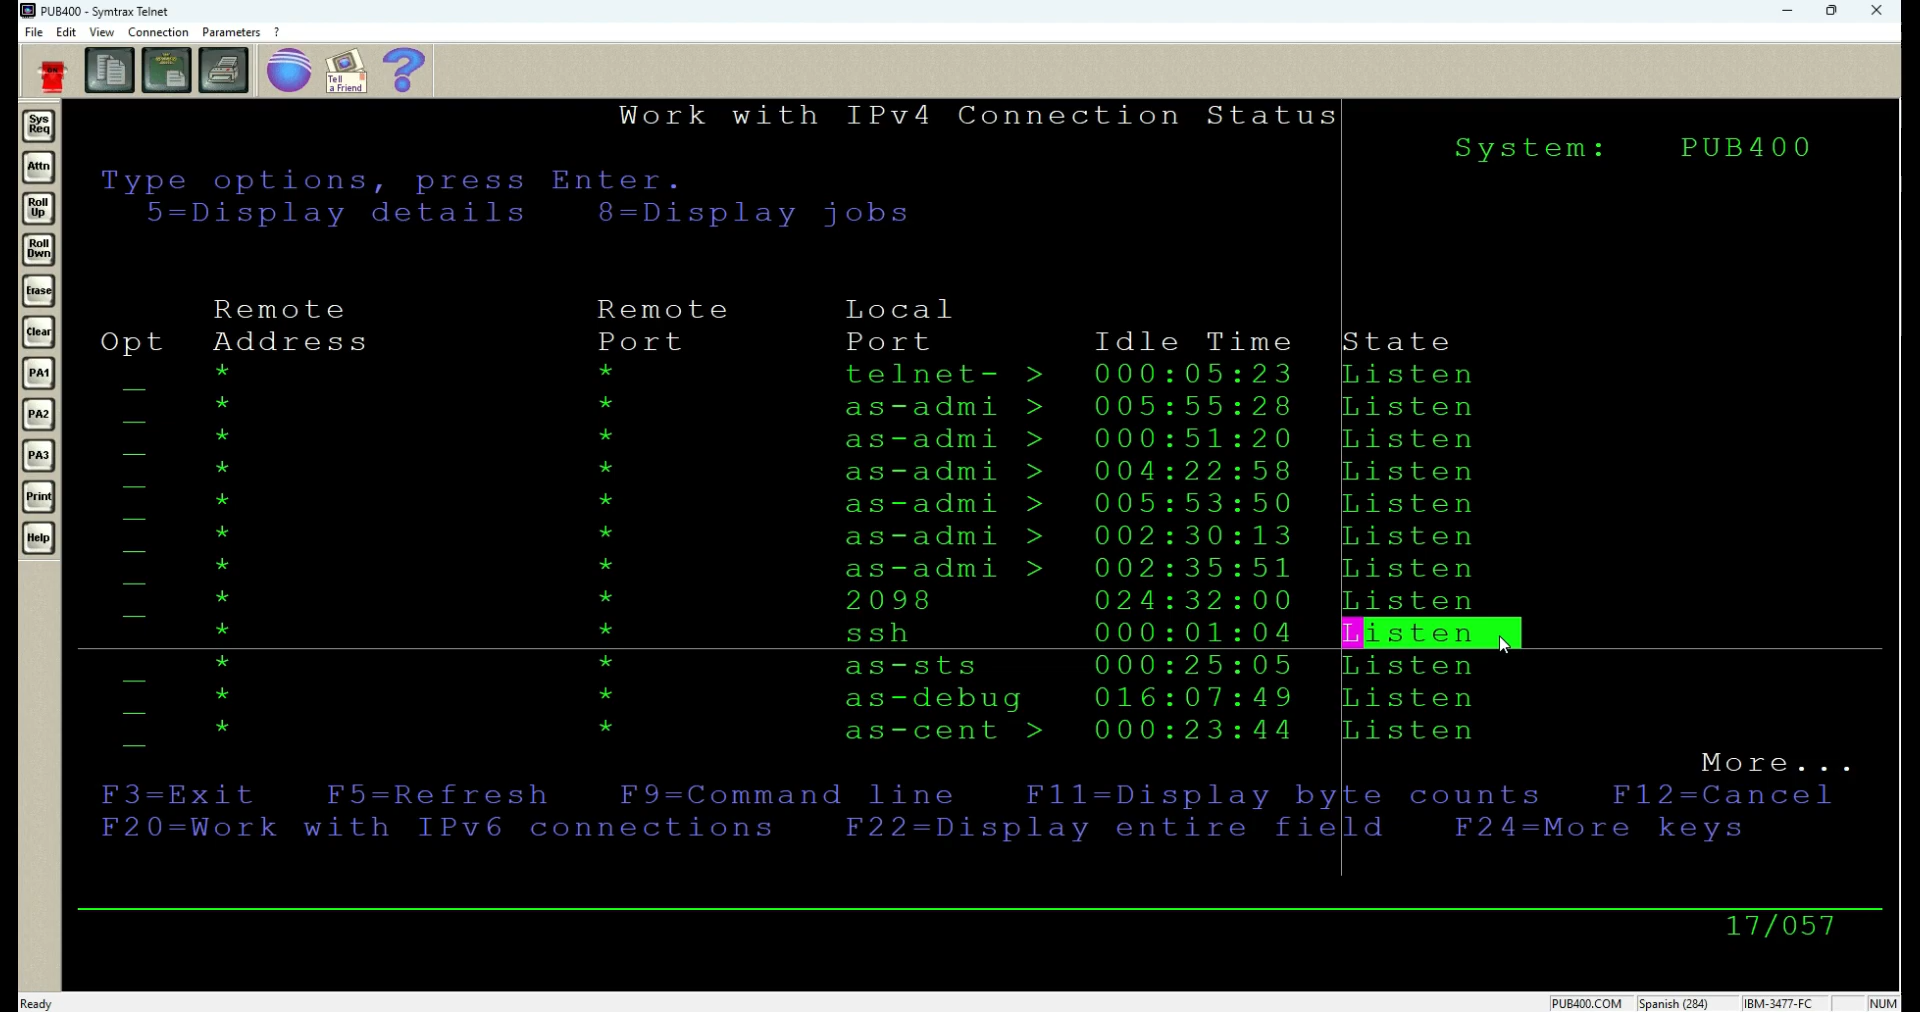 PUB400 - Symtrax Telnet
File Edit View Connection Parameters ?
ON
Tell
a Friend
Sys
Req
Attn
Roll
Up
Roll
Dwn
Erase
Clear
PA1
PA2
PA3
Print
Help
Work with IPv4 Connection Status
System: PUB400
Type options, press Enter.
5=Display details 8=Display jobs
Remote Remote Local
Opt Address Port Port Idle Time State
_ * * telnet- > 000:05:23 Listen
_ * * as-admi > 005:55:28 Listen
_ * * as-admi > 000:51:20 Listen
_ * * as-admi > 004:22:58 Listen
_ * * as-admi > 005:53:50 Listen
_ * * as-admi > 002:30:13 Listen
_ * * as-admi > 002:35:51 Listen
_ * * 2098 024:32:00 Listen
* * ssh 000:01:04 Listen
_ * * as-sts 000:25:05 Listen
_ * * as-debug 016:07:49 Listen
_ * * as-cent > 000:23:44 Listen
More...
F3=Exit F5=Refresh F9=Command line F11=Display byte counts F12=Cancel
F20=Work with IPv6 connections F22=Display entire field F24=More keys
17/057
Ready PUB400.COM Spanish (284) IBM-3477-FC NUM